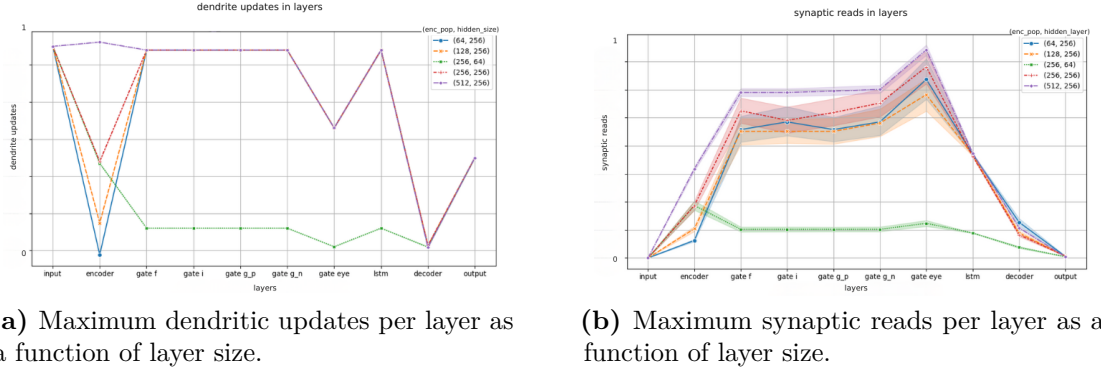 dendrite updates in layers
(enc_pop, hidden_size)
1
(64, 256)
(128, 256)
(256, 64)
(256, 256)
(512, 256)
dendrite updates
0
input encoder gate f gate i gate g_p gate g_n gate eye lstm decoder output
layers
a) Maximum dendritic updates per layer as
a function of layer size.
synaptic reads in layers
(enc_pop, hidden_layer)
1
(64, 256)
(128, 256)
(256, 64)
(256, 256)
(512, 256)
synaptic reads
0
input encoder gate f gate i gate g_p gate g_n gate eye lstm decoder output
layers
(b) Maximum synaptic reads per layer as a
function of layer size.